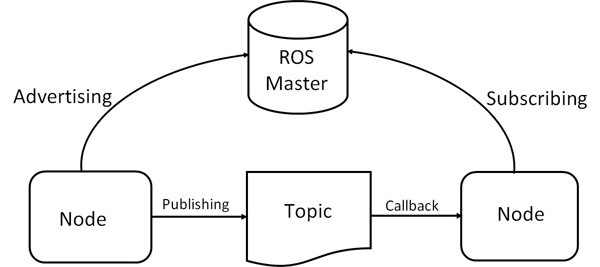 ROS
Master
Advertising
Subscribing
Node
Publishing
Topic
Callback
Node